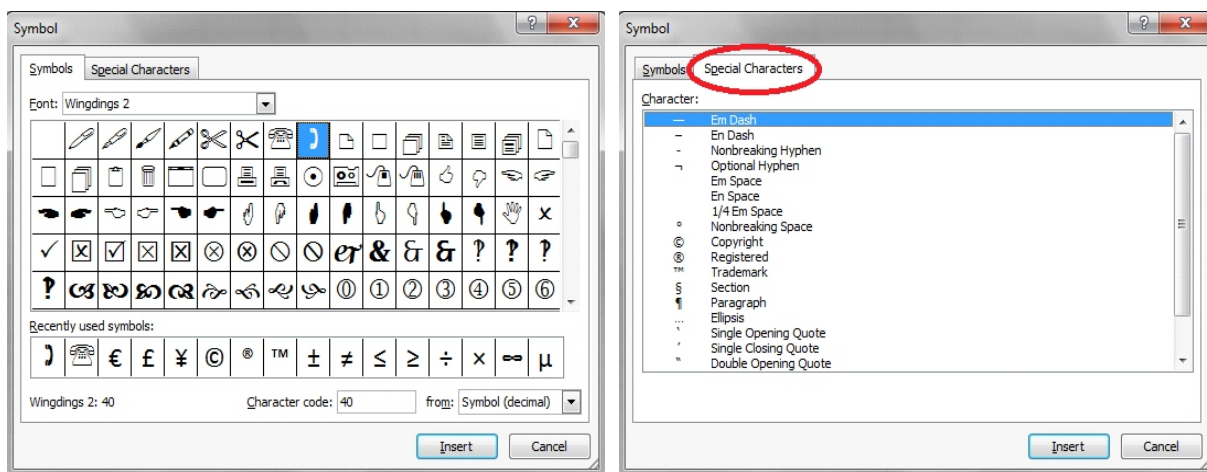 Symbol
Symbols Special Characters
Font: Wingdings 2
Recently used symbols:
€ £ ¥ © ® ™ ± ≠ ≤ ≥ ÷ × ∞ µ
Wingdings 2: 40 Character code: 40 from: Symbol (decimal)
Insert Cancel
Symbol
Symbols Special Characters
Character:
— Em Dash
– En Dash
- Nonbreaking Hyphen
¬ Optional Hyphen
Em Space
En Space
1/4 Em Space
° Nonbreaking Space
© Copyright
® Registered
™ Trademark
§ Section
¶ Paragraph
… Ellipsis
‘ Single Opening Quote
’ Single Closing Quote
“ Double Opening Quote
Insert Cancel